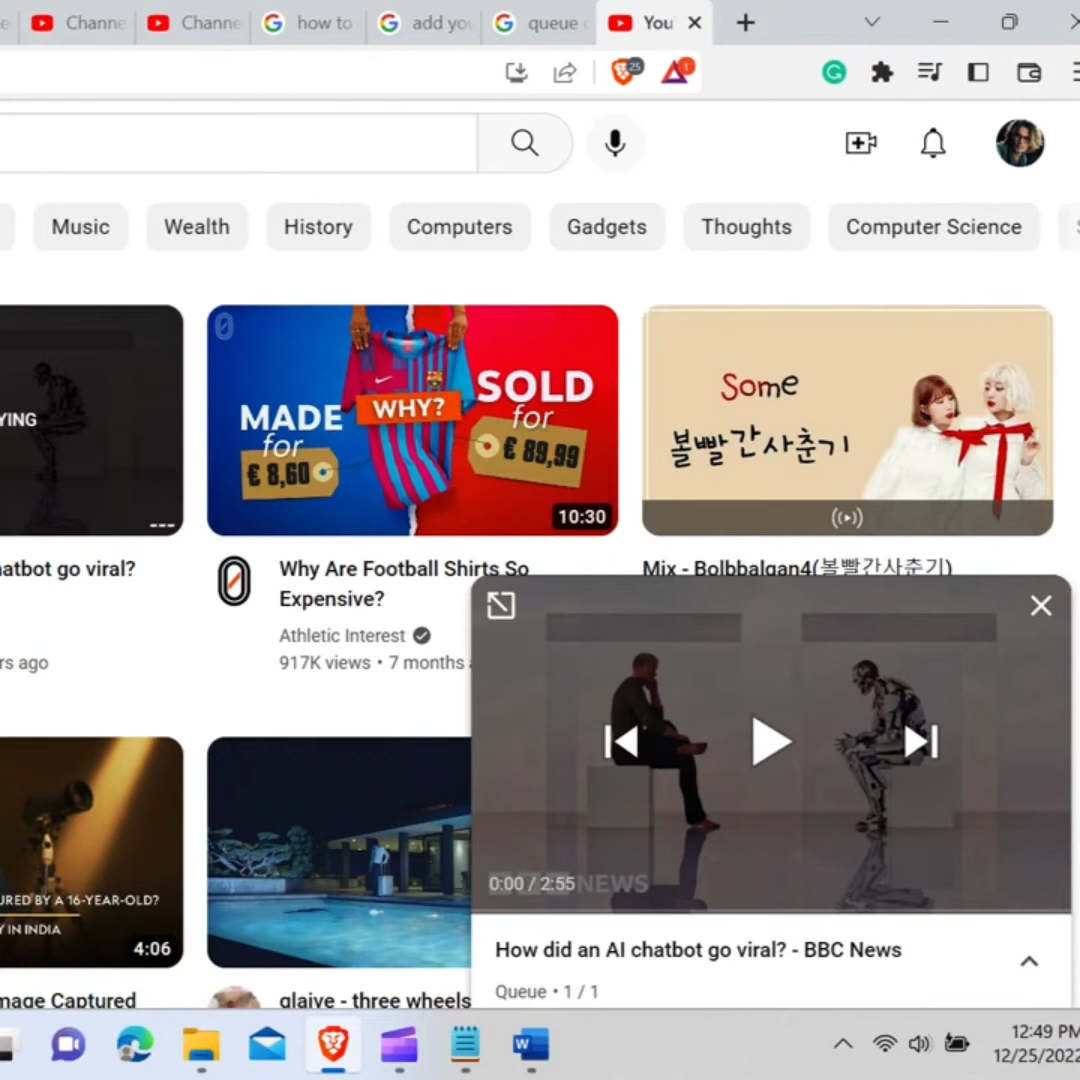 Channe
Channe
how to
add you
queue
You
25
1
Music
Wealth
History
Computers
Gadgets
Thoughts
Computer Science
YING
MADE
for
€ 8,60
WHY?
SOLD
for
€ 89,99
10:30
Some
볼빨간사춘기
atbot go viral?
rs ago
Why Are Football Shirts So
Expensive?
Athletic Interest
917K views • 7 months
Mix - Bolbbalgan4(볼빨간사춘기)
0:00 / 2:55
NEWS
How did an AI chatbot go viral? - BBC News
Queue • 1 / 1
URED BY A 16-YEAR-OLD?
Y IN INDIA
4:06
mage Captured
glaive - three wheels
W
12:49 PM
12/25/2022